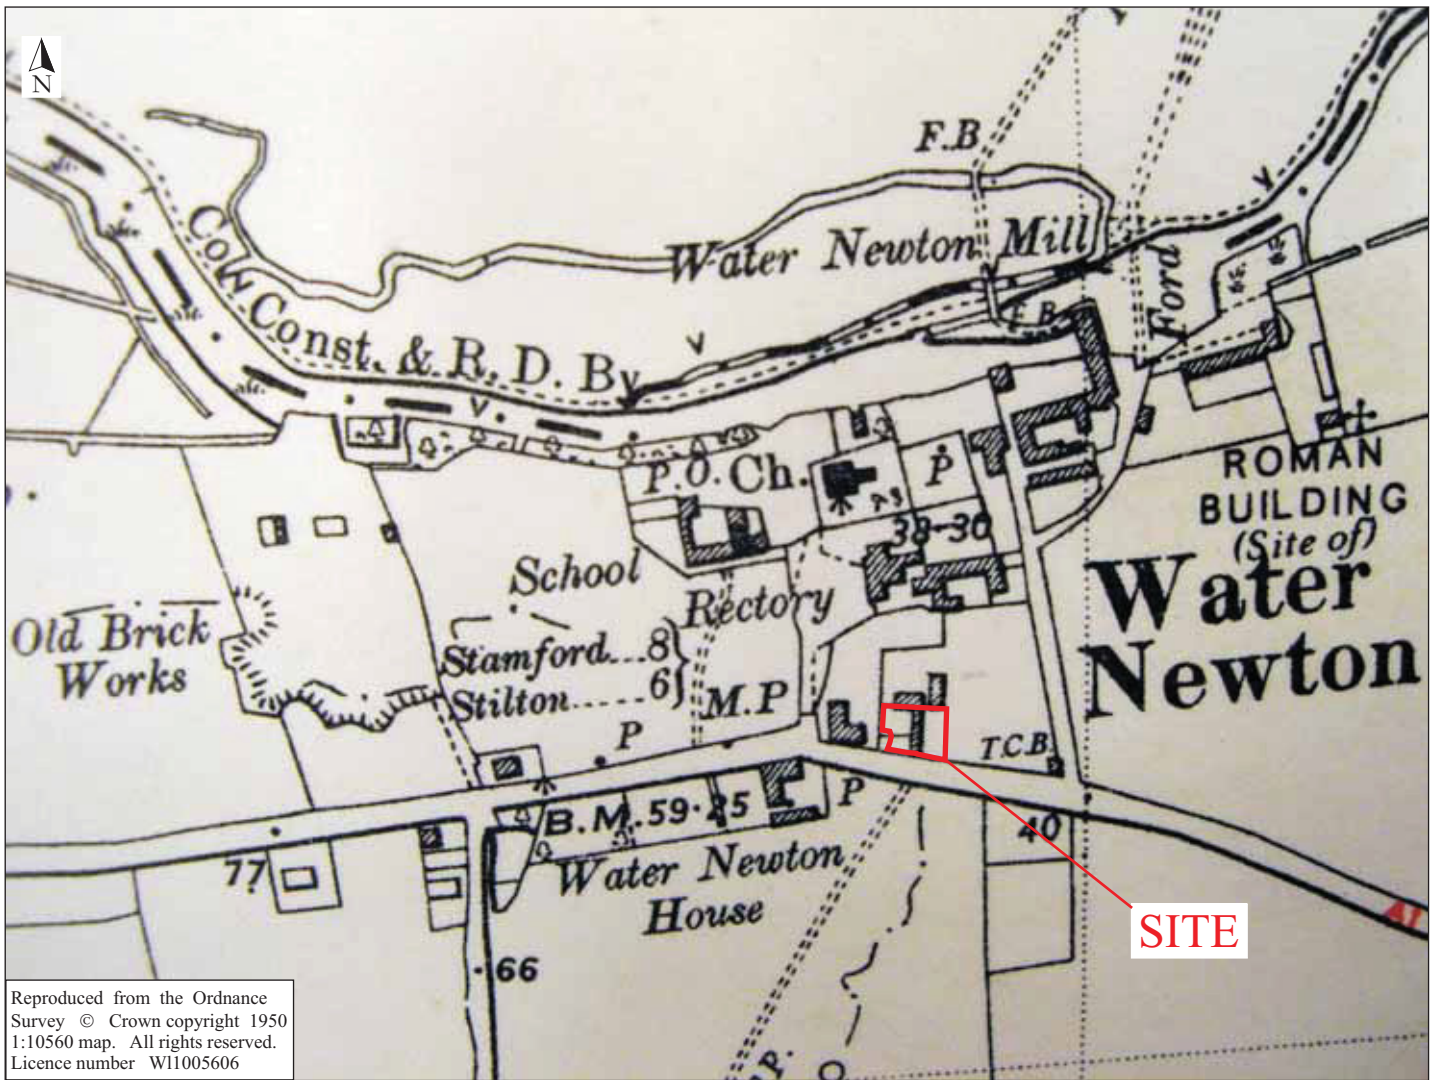 N
F.B
Water Newton Mill
Co. Const. & R. D. By
Ford
F. B.
P.O.
Ch.
P
ROMAN
BUILDING
(Site of)
38-30
School
Rectory
Water
Newton
Old Brick
Works
Stamford...8
Stilton......6
M.P
P
T.C.B.
P
B.M.59·25
40
77
Water Newton
House
SITE
A1
66
P.
Reproduced from the Ordnance
Survey © Crown copyright 1950
1:10560 map. All rights reserved.
Licence number Wl1005606